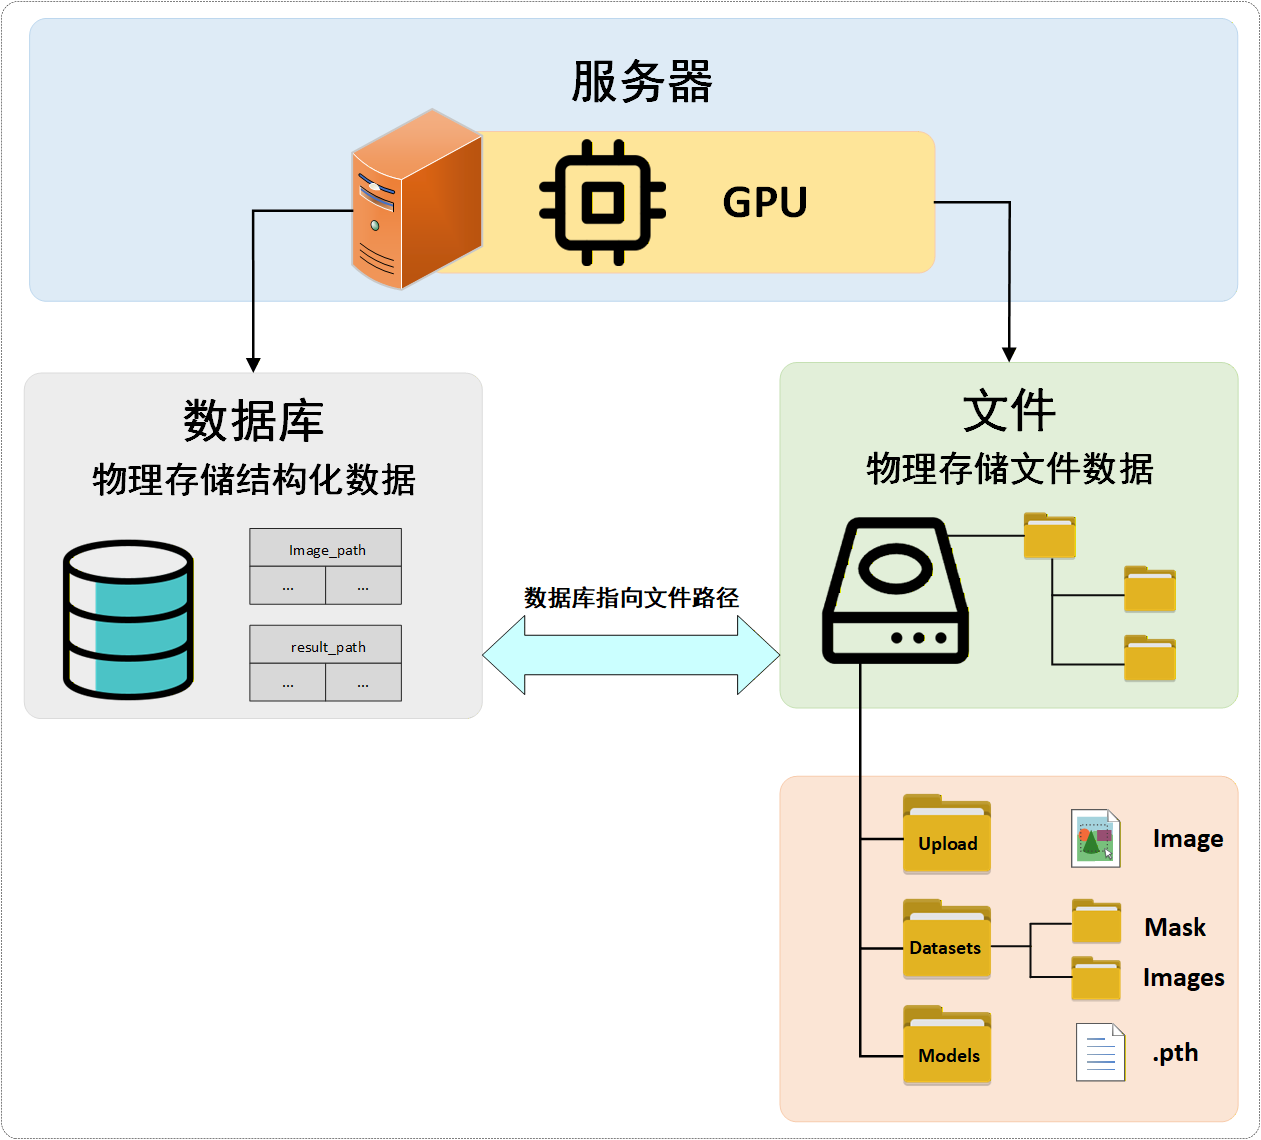 服务器
GPU
数据库
物理存储结构化数据
Image_path
... ...
result_path
... ...
数据库指向文件路径
文件
物理存储文件数据
Upload
Image
Datasets
Mask
Images
Models
.pth